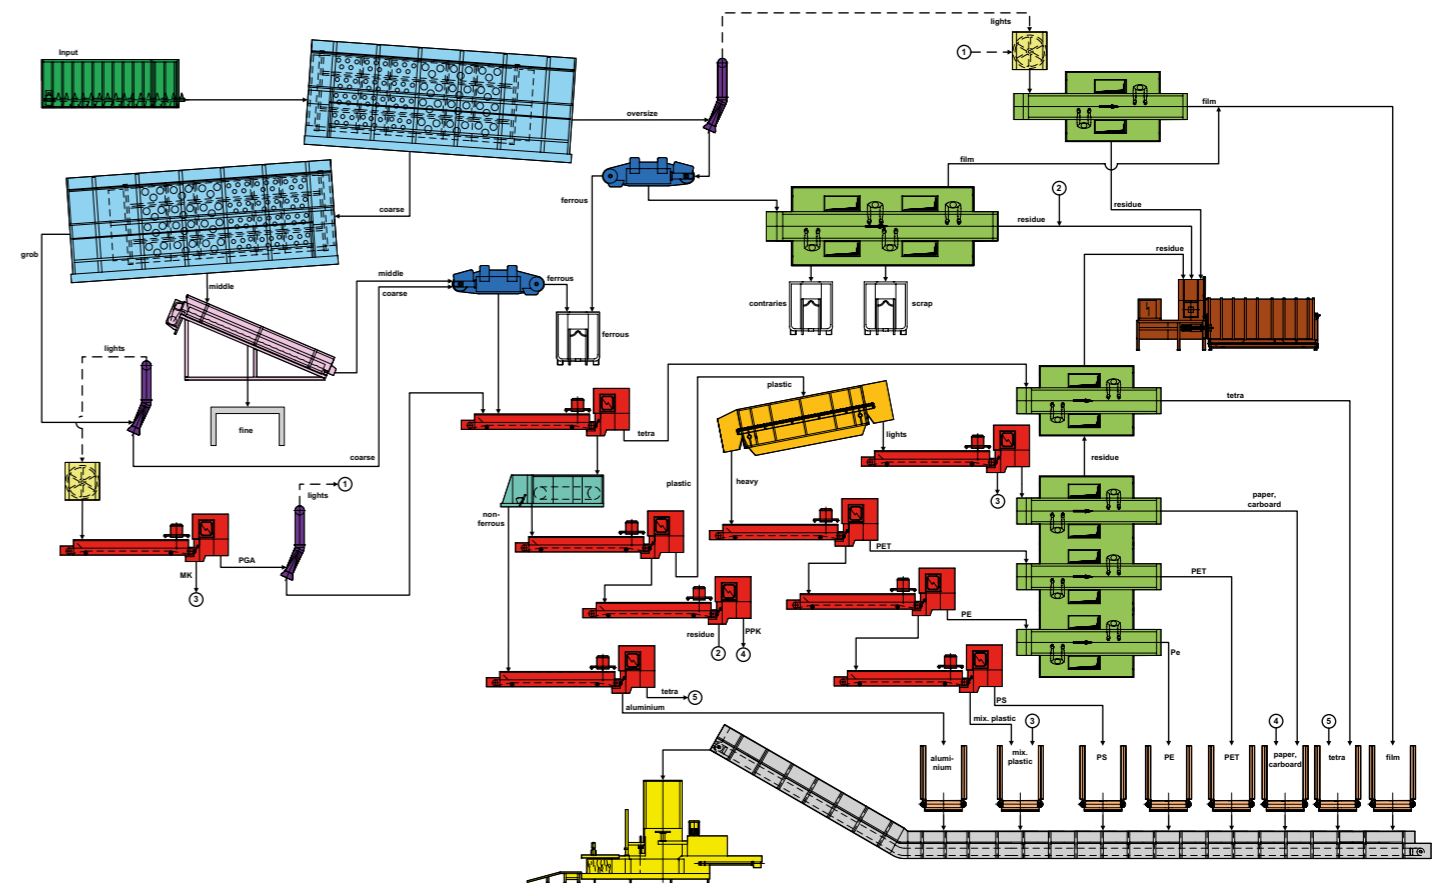 Input
lights
1
oversize
film
film
coarse
ferrous
2
residue
residue
residue
grob
middle
middle
coarse
ferrous
contraries
scrap
ferrous
lights
fine
plastic
tetra
tetra
lights
coarse
residue
1
lights
plastic
heavy
3
paper,
carboard
non-
ferrous
PGA
MK
3
PET
PET
PE
residue
PPK
2
4
Pe
tetra
5
aluminium
PS
mix. plastic
3
4
5
alumi-
nium
mix.
plastic
PS
PE
PET
paper,
carboard
tetra
film